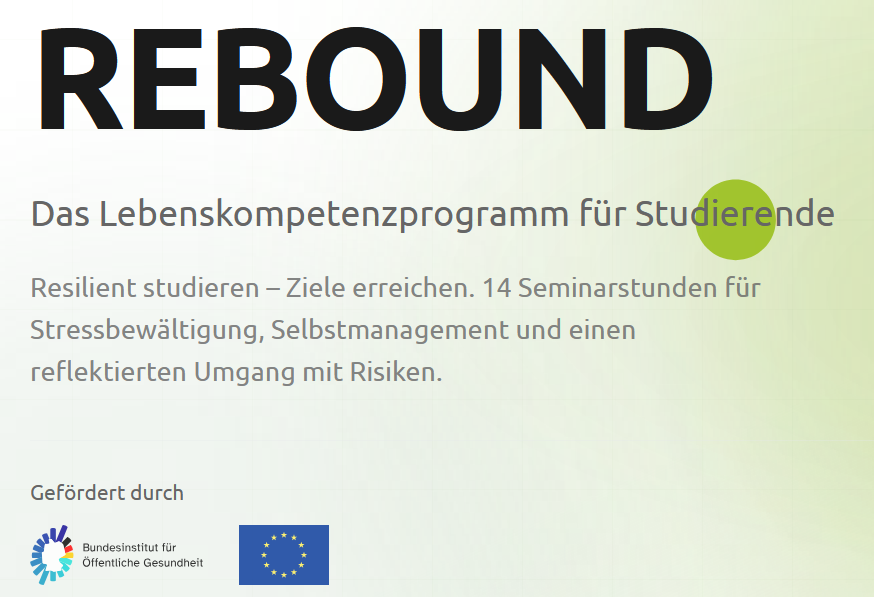 REBOUND
Das Lebenskompetenzprogramm für Studierende
Resilient studieren – Ziele erreichen. 14 Seminarstunden für
Stressbewältigung, Selbstmanagement und einen
reflektierten Umgang mit Risiken.
Gefördert durch
Bundesinstitut für
Öffentliche Gesundheit